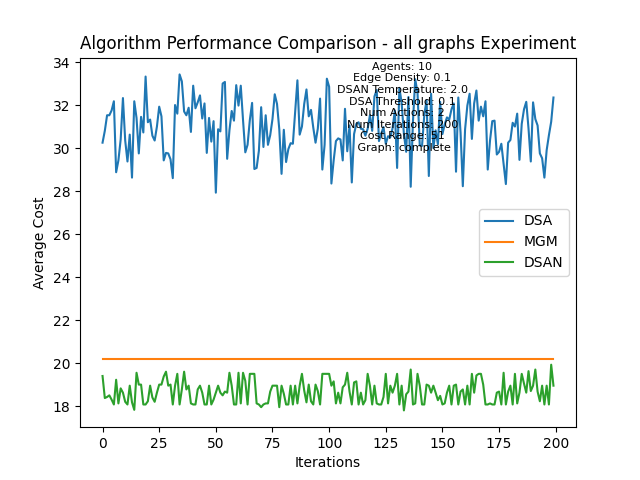 Algorithm Performance Comparison - all graphs Experiment
Agents: 10
Edge Density: 0.1
DSAN Temperature: 2.0
DSA Threshold: 0.1
Num Actions: 2
Num Iterations: 200
Cost Range: 51
Graph: complete
34
32
30
28
26
24
22
20
18
Average Cost
DSA
MGM
DSAN
0
25
50
75
100
125
150
175
200
Iterations